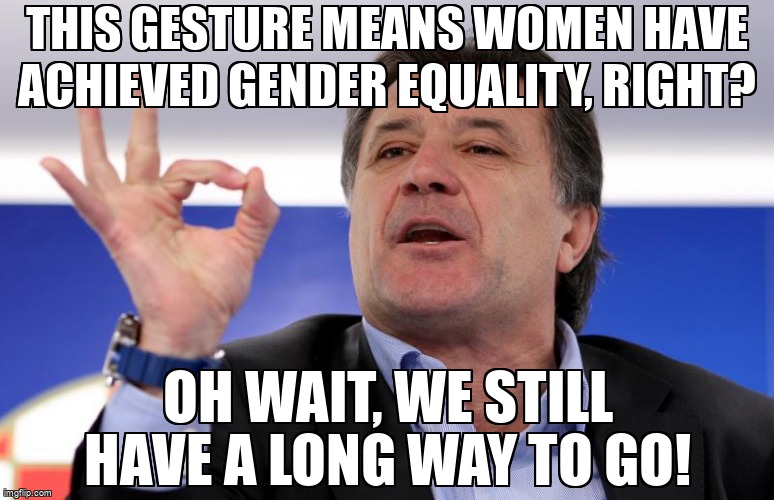 THIS GESTURE MEANS WOMEN HAVE
ACHIEVED GENDER EQUALITY, RIGHT?
OH WAIT, WE STILL
HAVE A LONG WAY TO GO!
imgflip.com